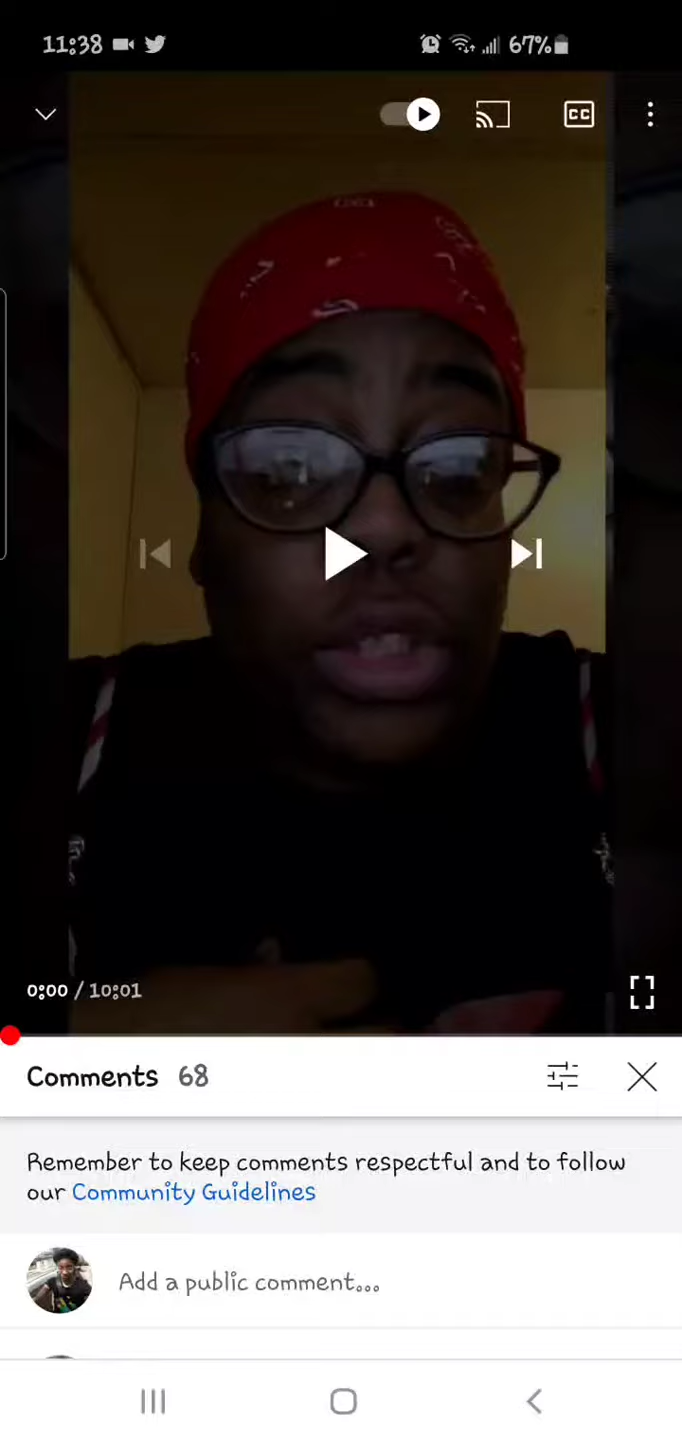 11:38
67%
CC
0:00 / 10:01
Comments 68
Remember to keep comments respectful and to follow
our Community Guidelines
Add a public comment...